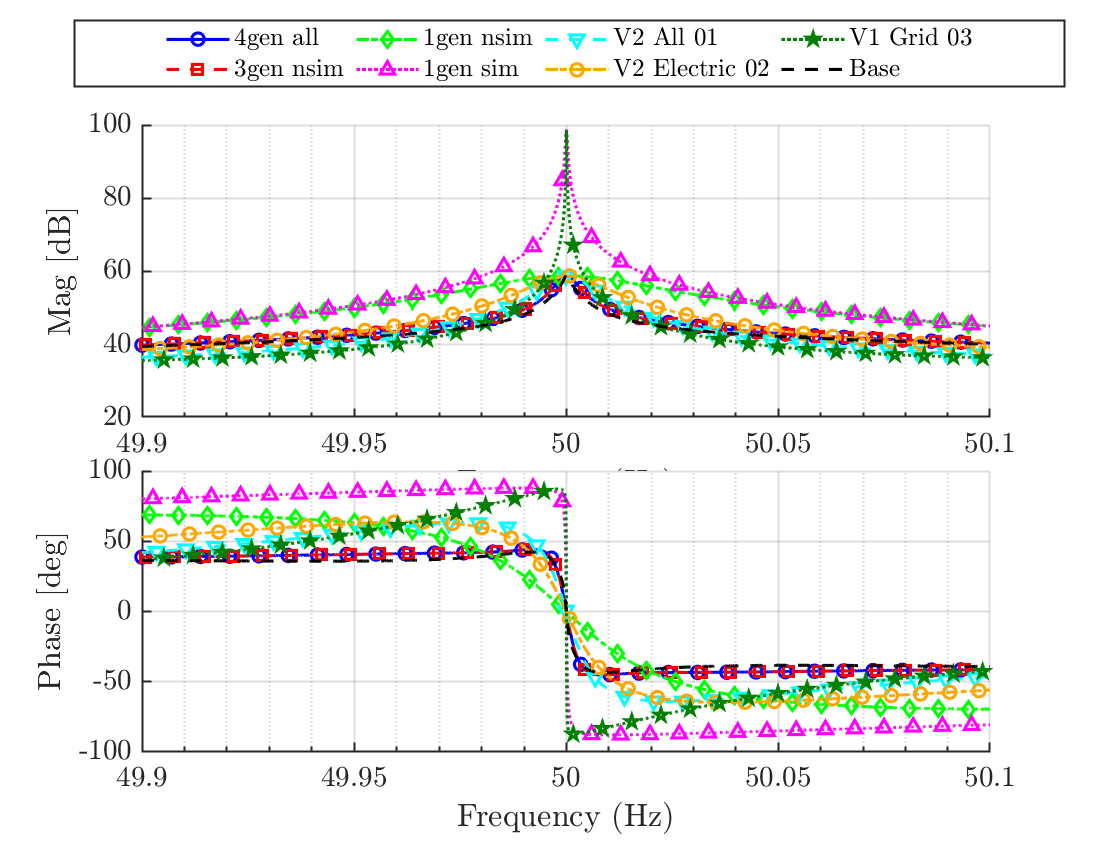 4gen all 1gen nsim V2 All 01 V1 Grid 03
3gen nsim 1gen sim V2 Electric 02 Base
100
80
60
40
20
Mag [dB]
49.9 49.95 50 50.05 50.1
100
50
0
-50
-100
Phase [deg]
49.9 49.95 50 50.05 50.1
Frequency (Hz)